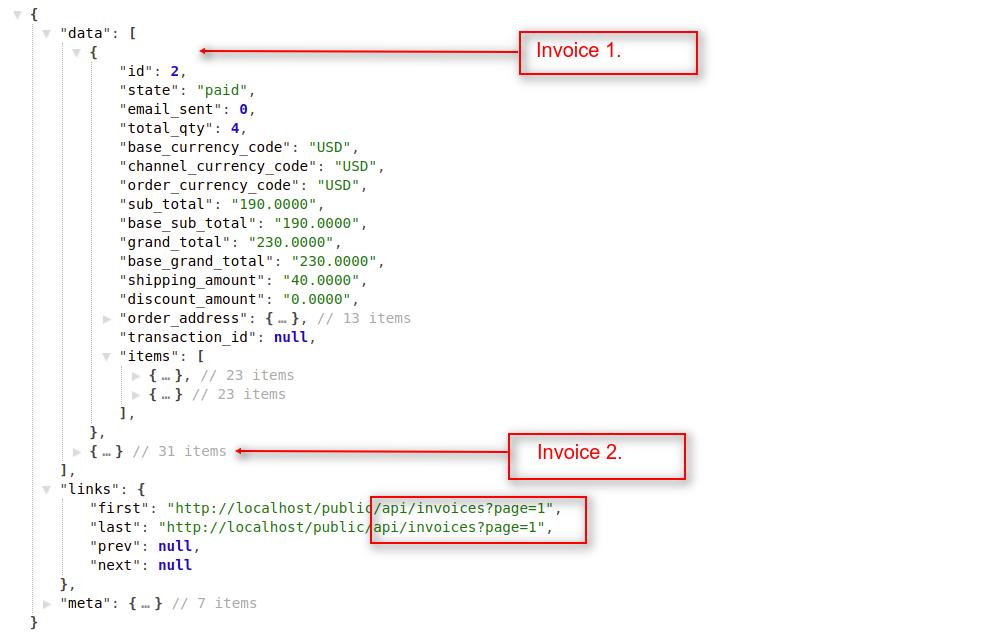 {
"data": [
{
Invoice 1.
"id": 2,
"state": "paid",
"email_sent": 0,
"total_qty": 4,
"base_currency_code": "USD",
"channel_currency_code": "USD",
"order_currency_code": "USD",
"sub_total": "190.0000",
"base_sub_total": "190.0000",
"grand_total": "230.0000",
"base_grand_total": "230.0000",
"shipping_amount": "40.0000",
"discount_amount": "0.0000",
"order_address": { … }, // 13 items
"transaction_id": null,
"items": [
{ … }, // 23 items
{ … } // 23 items
],
},
{ … } // 31 items
Invoice 2.
],
"links": {
"first": "http://localhost/public/api/invoices?page=1",
"last": "http://localhost/public/api/invoices?page=1",
"prev": null,
"next": null
},
"meta": { … } // 7 items
}